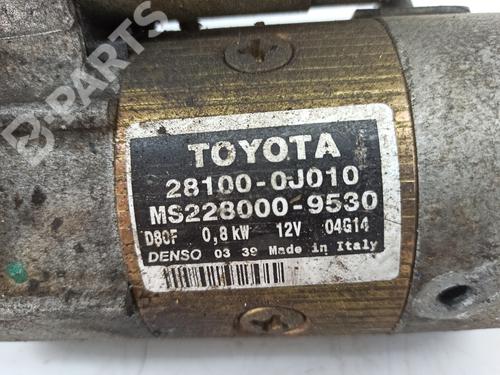 B-PARTS
TOYOTA
28100-0J010
MS228000-9530
D80F 0,8 kW 12V 04G14
DENSO 03 39 Made in Italy